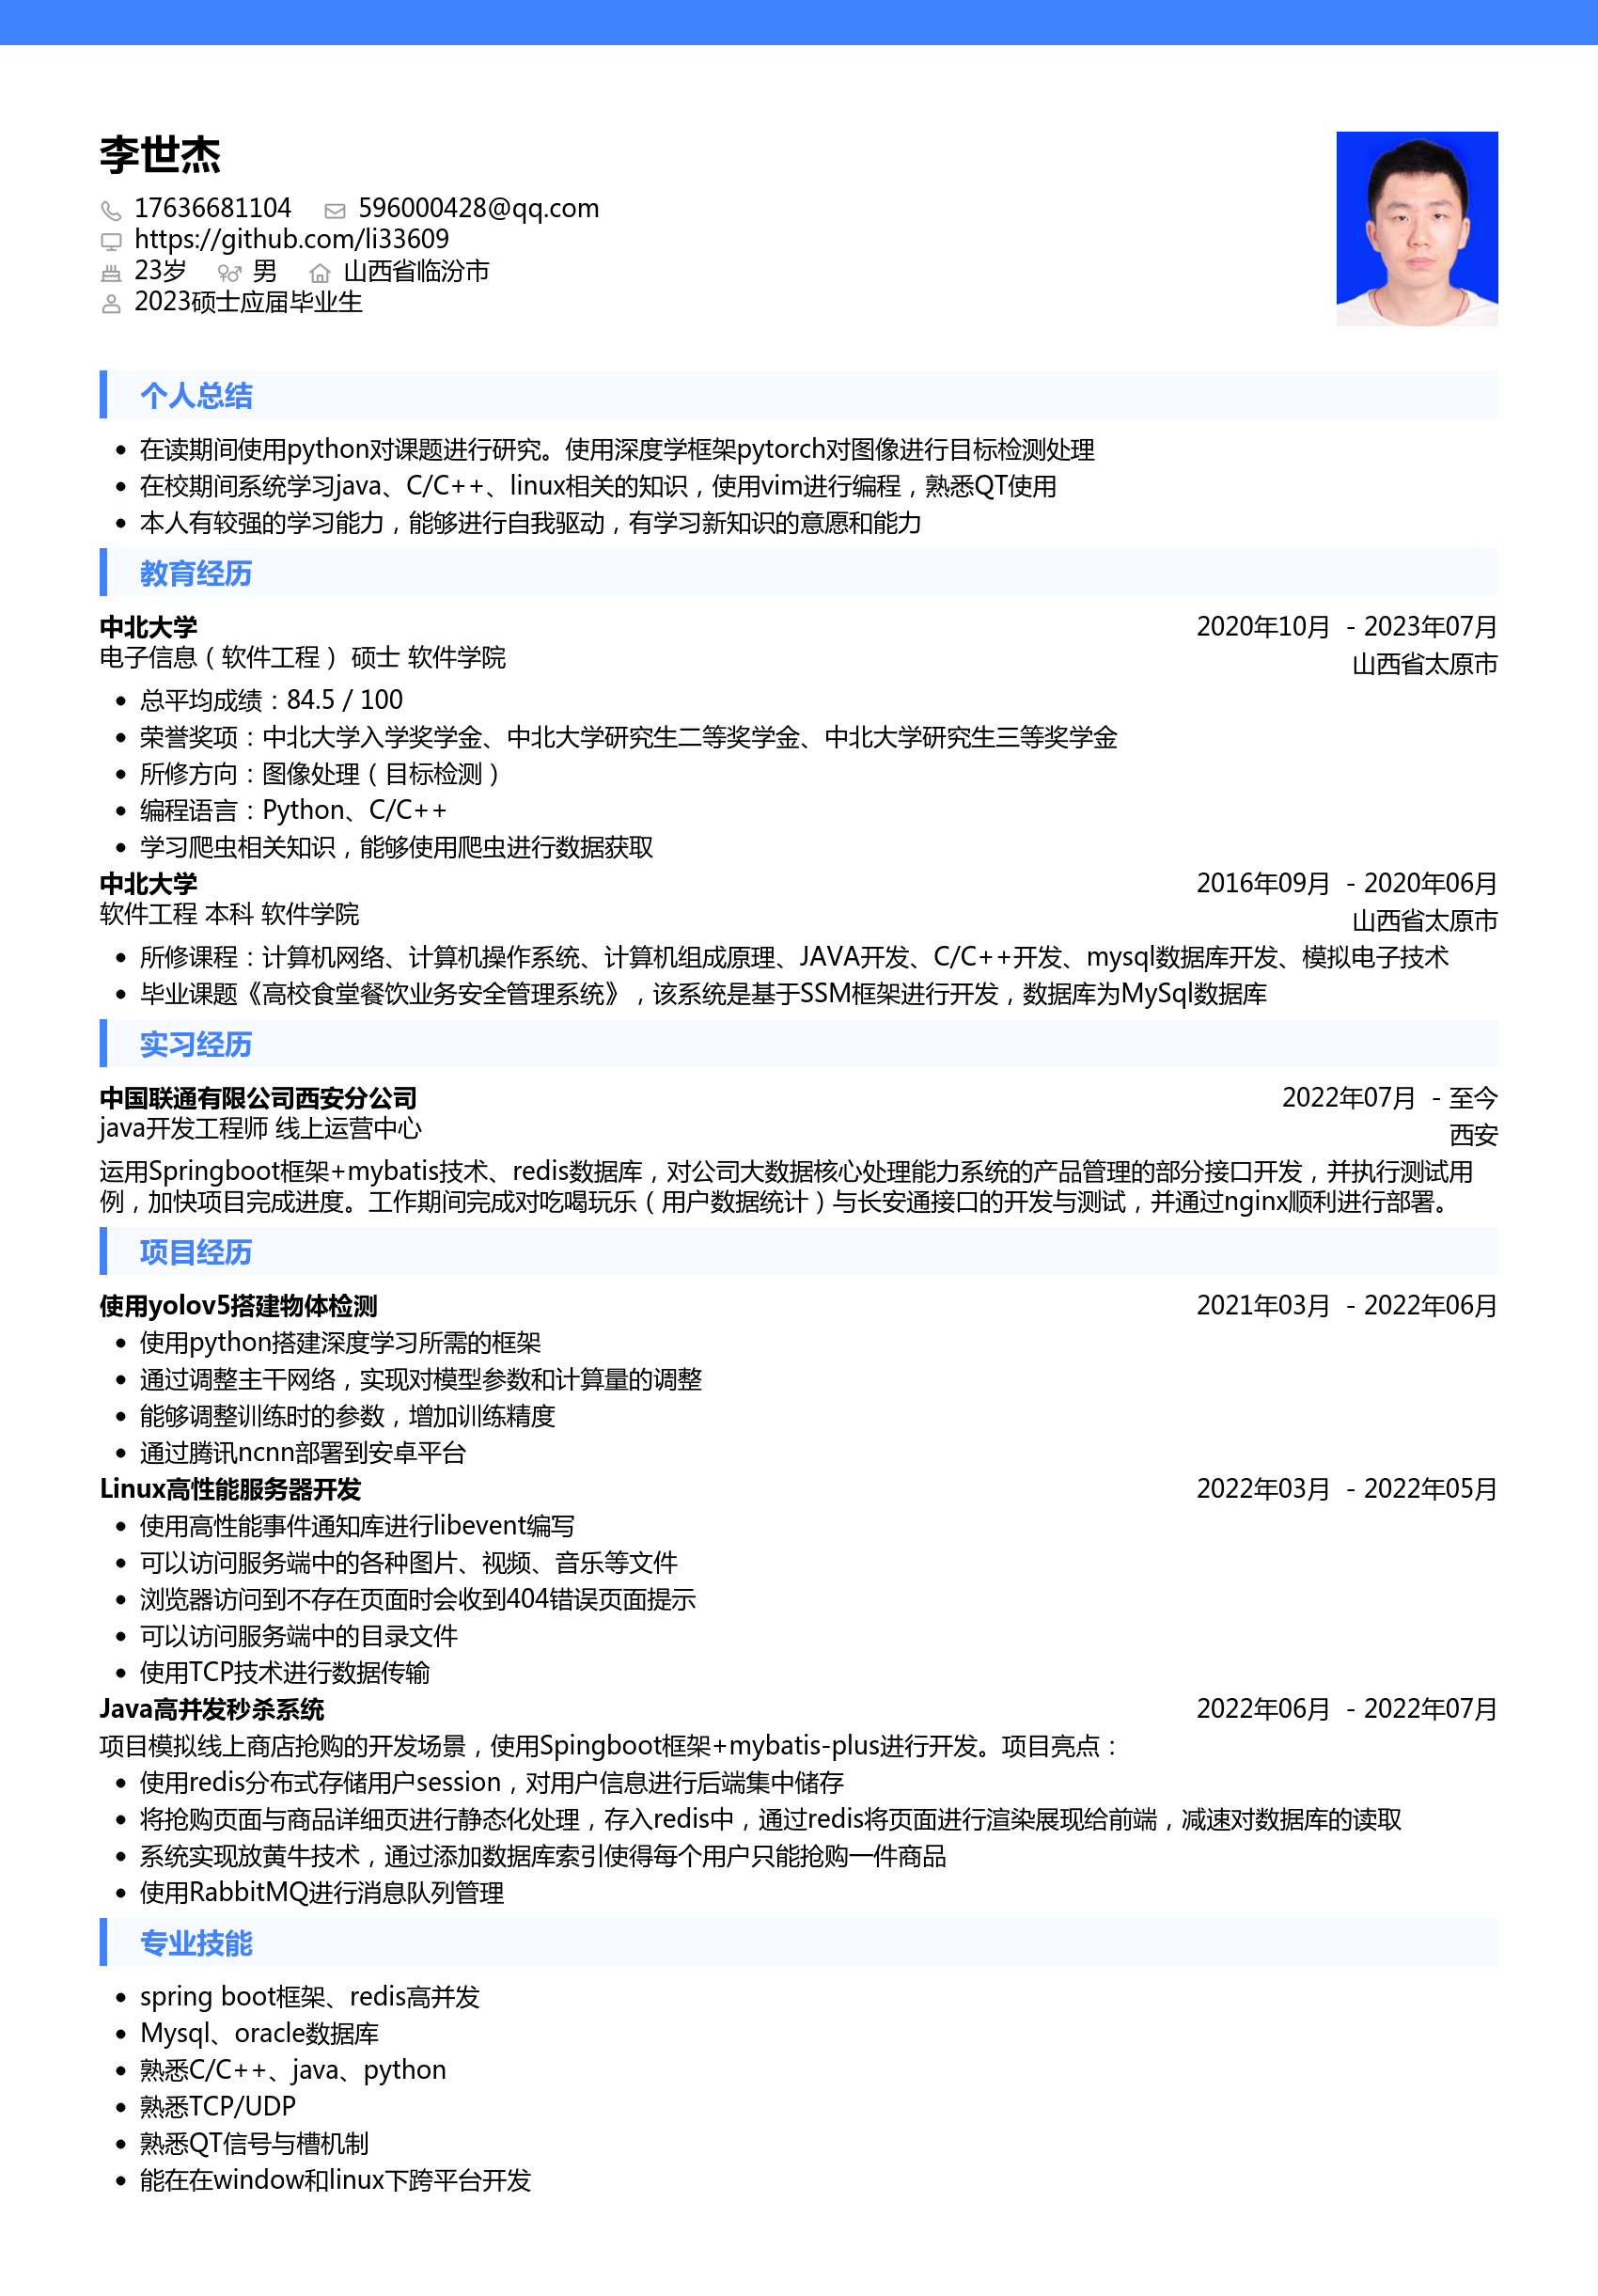 李世杰
17636681104 596000428@qq.com
https://github.com/li33609
23岁 男 山西省临汾市
2023硕士应届毕业生
个人总结
在读期间使用python对课题进行研究。使用深度学框架pytorch对图像进行目标检测处理
在校期间系统学习java、C/C++、linux相关的知识，使用vim进行编程，熟悉QT使用
本人有较强的学习能力，能够进行自我驱动，有学习新知识的意愿和能力
教育经历
中北大学 2020年10月 - 2023年07月
电子信息（软件工程） 硕士 软件学院 山西省太原市
总平均成绩：84.5 / 100
荣誉奖项：中北大学入学奖学金、中北大学研究生二等奖学金、中北大学研究生三等奖学金
所修方向：图像处理（目标检测）
编程语言：Python、C/C++
学习爬虫相关知识，能够使用爬虫进行数据获取
中北大学 2016年09月 - 2020年06月
软件工程 本科 软件学院 山西省太原市
所修课程：计算机网络、计算机操作系统、计算机组成原理、JAVA开发、C/C++开发、mysql数据库开发、模拟电子技术
毕业课题《高校食堂餐饮业务安全管理系统》，该系统是基于SSM框架进行开发，数据库为MySql数据库
实习经历
中国联通有限公司西安分公司 2022年07月 - 至今
java开发工程师 线上运营中心 西安
运用Springboot框架+mybatis技术、redis数据库，对公司大数据核心处理能力系统的产品管理的部分接口开发，并执行测试用
例，加快项目完成进度。工作期间完成对吃喝玩乐（用户数据统计）与长安通接口的开发与测试，并通过nginx顺利进行部署。
项目经历
使用yolov5搭建物体检测 2021年03月 - 2022年06月
使用python搭建深度学习所需的框架
通过调整主干网络，实现对模型参数和计算量的调整
能够调整训练时的参数，增加训练精度
通过腾讯ncnn部署到安卓平台
Linux高性能服务器开发 2022年03月 - 2022年05月
使用高性能事件通知库进行libevent编写
可以访问服务端中的各种图片、视频、音乐等文件
浏览器访问到不存在页面时会收到404错误页面提示
可以访问服务端中的目录文件
使用TCP技术进行数据传输
Java高并发秒杀系统 2022年06月 - 2022年07月
项目模拟线上商店抢购的开发场景，使用Spingboot框架+mybatis-plus进行开发。项目亮点：
使用redis分布式存储用户session，对用户信息进行后端集中储存
将抢购页面与商品详细页进行静态化处理，存入redis中，通过redis将页面进行渲染展现给前端，减速对数据库的读取
系统实现放黄牛技术，通过添加数据库索引使得每个用户只能抢购一件商品
使用RabbitMQ进行消息队列管理
专业技能
spring boot框架、redis高并发
Mysql、oracle数据库
熟悉C/C++、java、python
熟悉TCP/UDP
熟悉QT信号与槽机制
能在在window和linux下跨平台开发